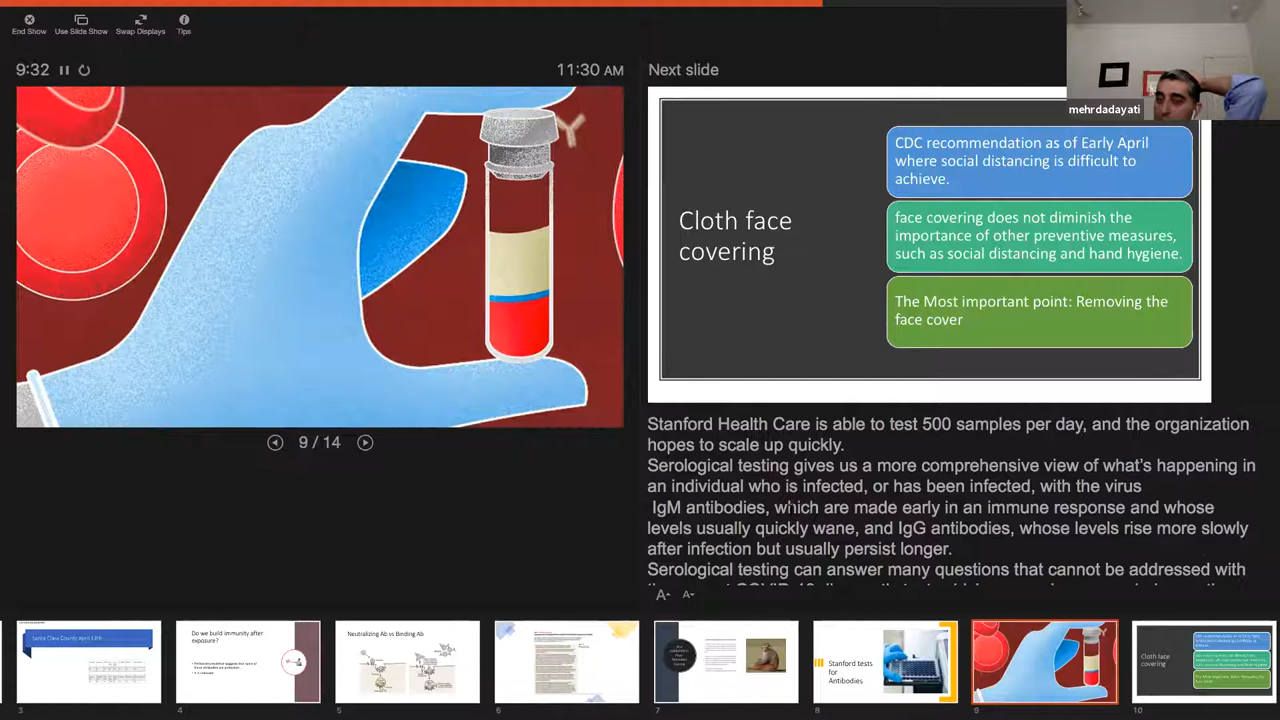 End Show
Use Slide Show
Swap Displays
Tips
9:32
11:30 AM
Next slide
mehrdadayati
Cloth face
covering
CDC recommendation as of Early April
where social distancing is difficult to
achieve.
face covering does not diminish the
importance of other preventive measures,
such as social distancing and hand hygiene.
The Most important point: Removing the
face cover
9 / 14
Stanford Health Care is able to test 500 samples per day, and the organization
hopes to scale up quickly.
Serological testing gives us a more comprehensive view of what's happening in
an individual who is infected, or has been infected, with the virus
IgM antibodies, which are made early in an immune response and whose
levels usually quickly wane, and IgG antibodies, whose levels rise more slowly
after infection but usually persist longer.
Serological testing can answer many questions that cannot be addressed with
Do we build immunity after
exposure?
Neutralizing Ab vs Binding Ab
Stanford tests
for
Antibodies
Cloth face
covering
3
4
5
6
7
8
9
10